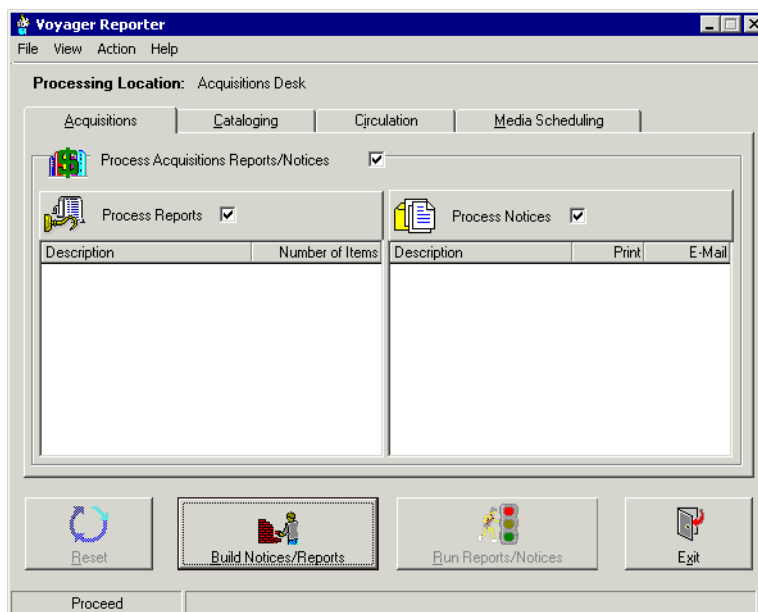 Voyager Reporter
File View Action Help
Processing Location: Acquisitions Desk
Acquisitions Cataloging Circulation Media Scheduling
Process Acquisitions Reports/Notices
Process Reports Process Notices
Description Number of Items Description Print E-Mail
Reset Build Notices/Reports Run Reports/Notices Exit
Proceed